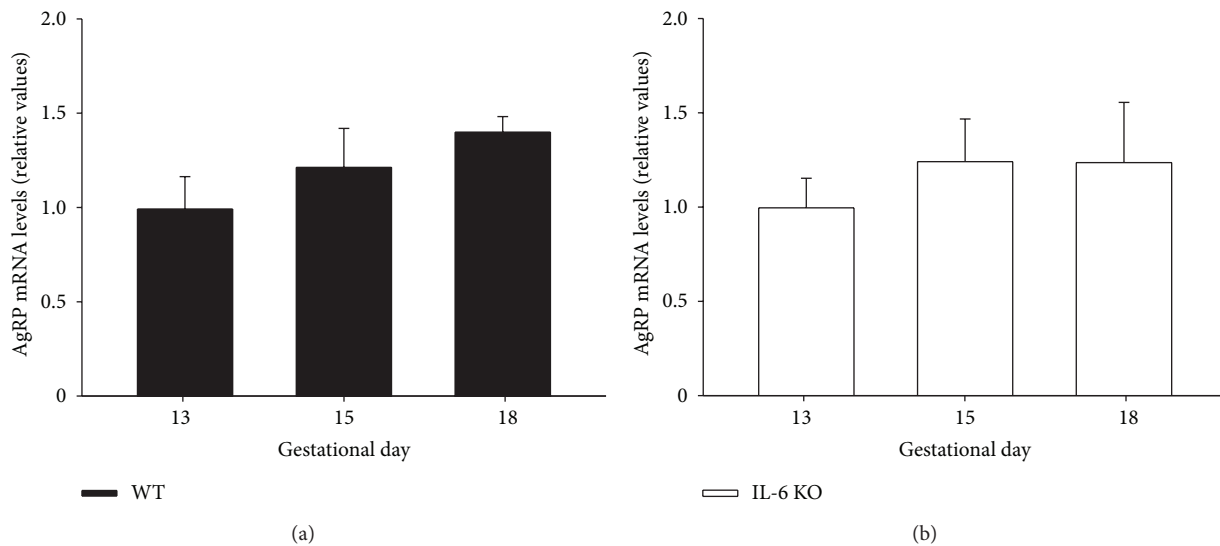 2.0
1.5
1.0
0.5
0
AgRP mRNA levels (relative values)
13 15 18
Gestational day
WT
(a)
2.0
1.5
1.0
0.5
0
AgRP mRNA levels (relative values)
13 15 18
Gestational day
IL-6 KO
(b)